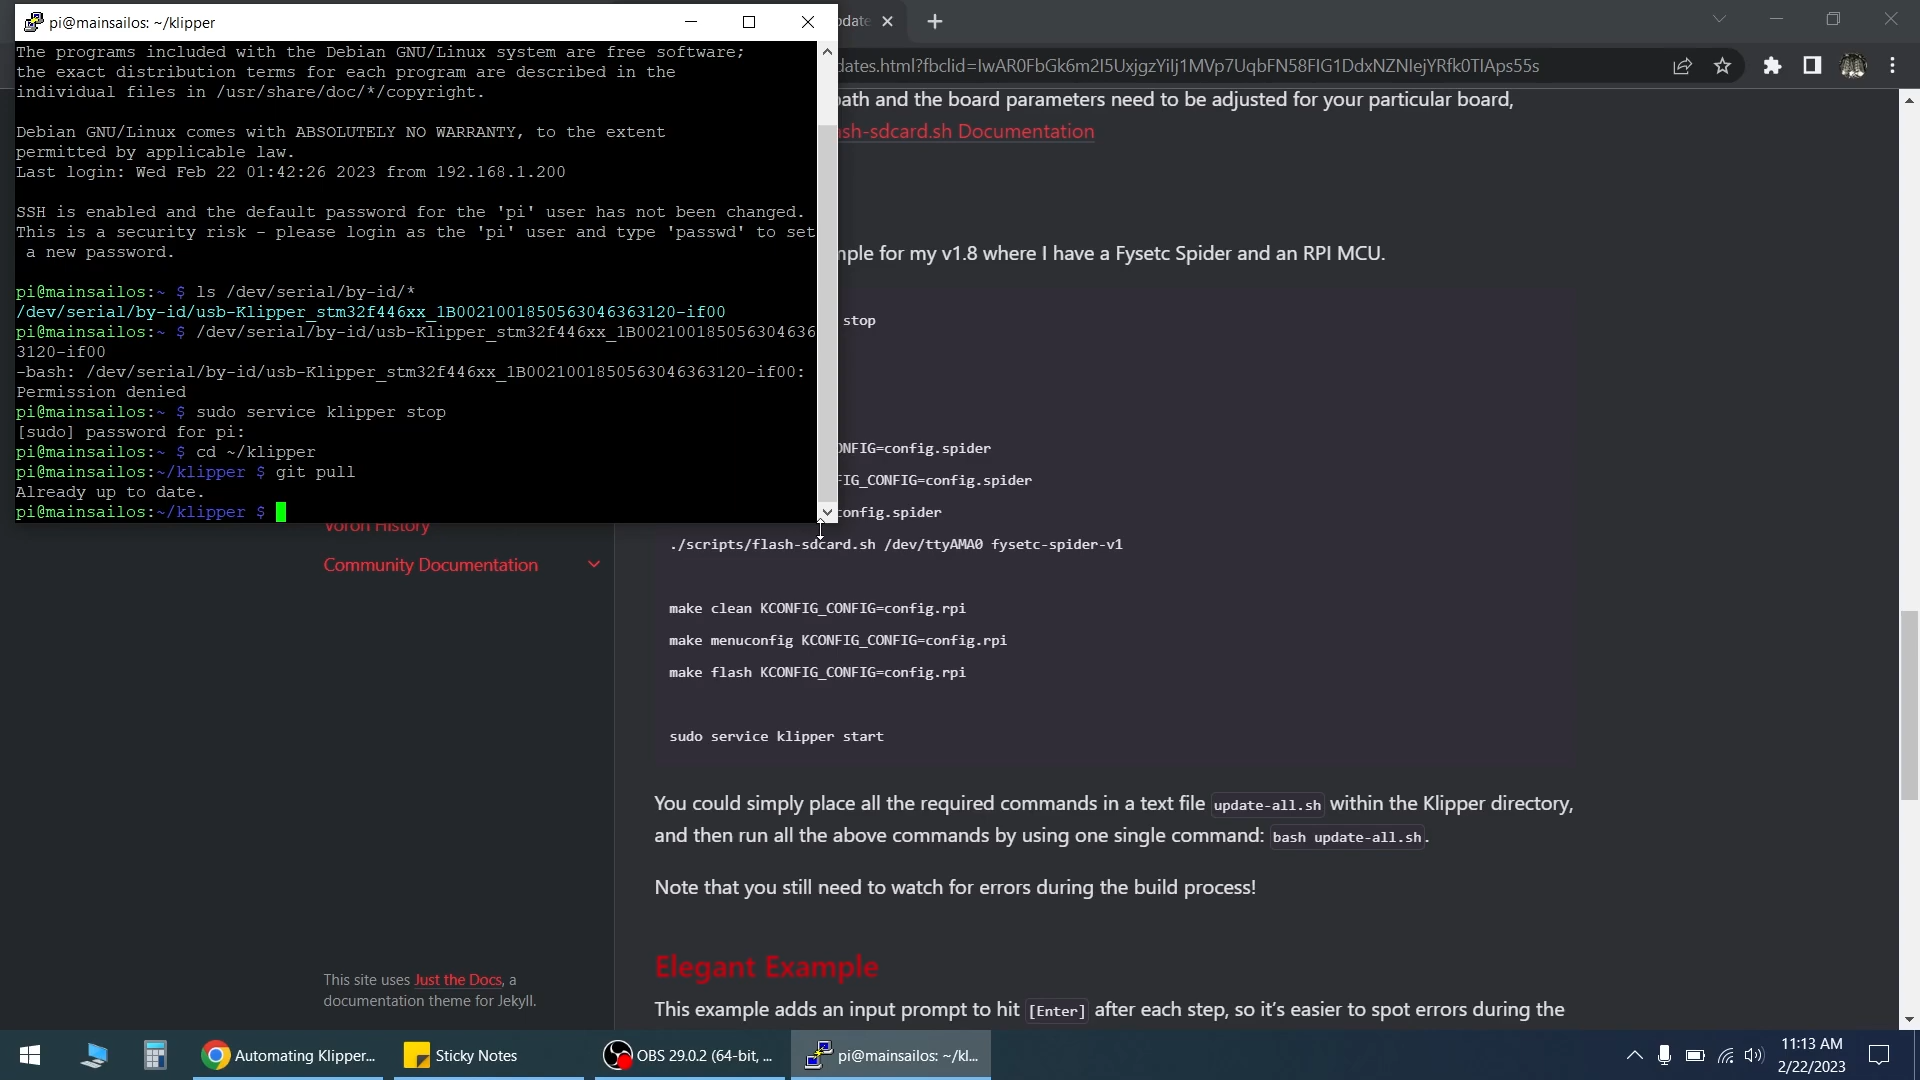 pi@mainsailos: ~/klipper
The programs included with the Debian GNU/Linux system are free software;
the exact distribution terms for each program are described in the
individual files in /usr/share/doc/*/copyright.
Debian GNU/Linux comes with ABSOLUTELY NO WARRANTY, to the extent
permitted by applicable law.
Last login: Wed Feb 22 01:42:26 2023 from 192.168.1.200
SSH is enabled and the default password for the 'pi' user has not been changed.
This is a security risk - please login as the 'pi' user and type 'passwd' to set
a new password.
pi@mainsailos:~ $ ls /dev/serial/by-id/*
/dev/serial/by-id/usb-Klipper_stm32f446xx_1B0021001850563046363120-if00
pi@mainsailos:~ $ /dev/serial/by-id/usb-Klipper_stm32f446xx_1B002100185056304636
3120-if00
-bash: /dev/serial/by-id/usb-Klipper_stm32f446xx_1B0021001850563046363120-if00:
Permission denied
pi@mainsailos:~ $ sudo service klipper stop
[sudo] password for pi:
pi@mainsailos:~ $ cd ~/klipper
pi@mainsailos:~/klipper $ git pull
Already up to date.
pi@mainsailos:~/klipper $
pdate
dates.html?fbclid=IwAR0FbGk6m2I5UxjgzYiIj1MVp7UqbFN58FIG1DdxNZNIejYRfk0TIAps55s
ath and the board parameters need to be adjusted for your particular board,
sh-sdcard.sh Documentation
mple for my v1.8 where I have a Fysetc Spider and an RPI MCU.
stop
ONFIG=config.spider
FIG_CONFIG=config.spider
config.spider
./scripts/flash-sdcard.sh /dev/ttyAMA0 fysetc-spider-v1
make clean KCONFIG_CONFIG=config.rpi
make menuconfig KCONFIG_CONFIG=config.rpi
make flash KCONFIG_CONFIG=config.rpi
sudo service klipper start
You could simply place all the required commands in a text file update-all.sh within the Klipper directory,
and then run all the above commands by using one single command: bash update-all.sh.
Note that you still need to watch for errors during the build process!
Elegant Example
This example adds an input prompt to hit [Enter] after each step, so it's easier to spot errors during the
Voron History
Community Documentation
This site uses Just the Docs, a
documentation theme for Jekyll.
Automating Klipper...
Sticky Notes
OBS 29.0.2 (64-bit, ...
pi@mainsailos: ~/kl...
11:13 AM
2/22/2023